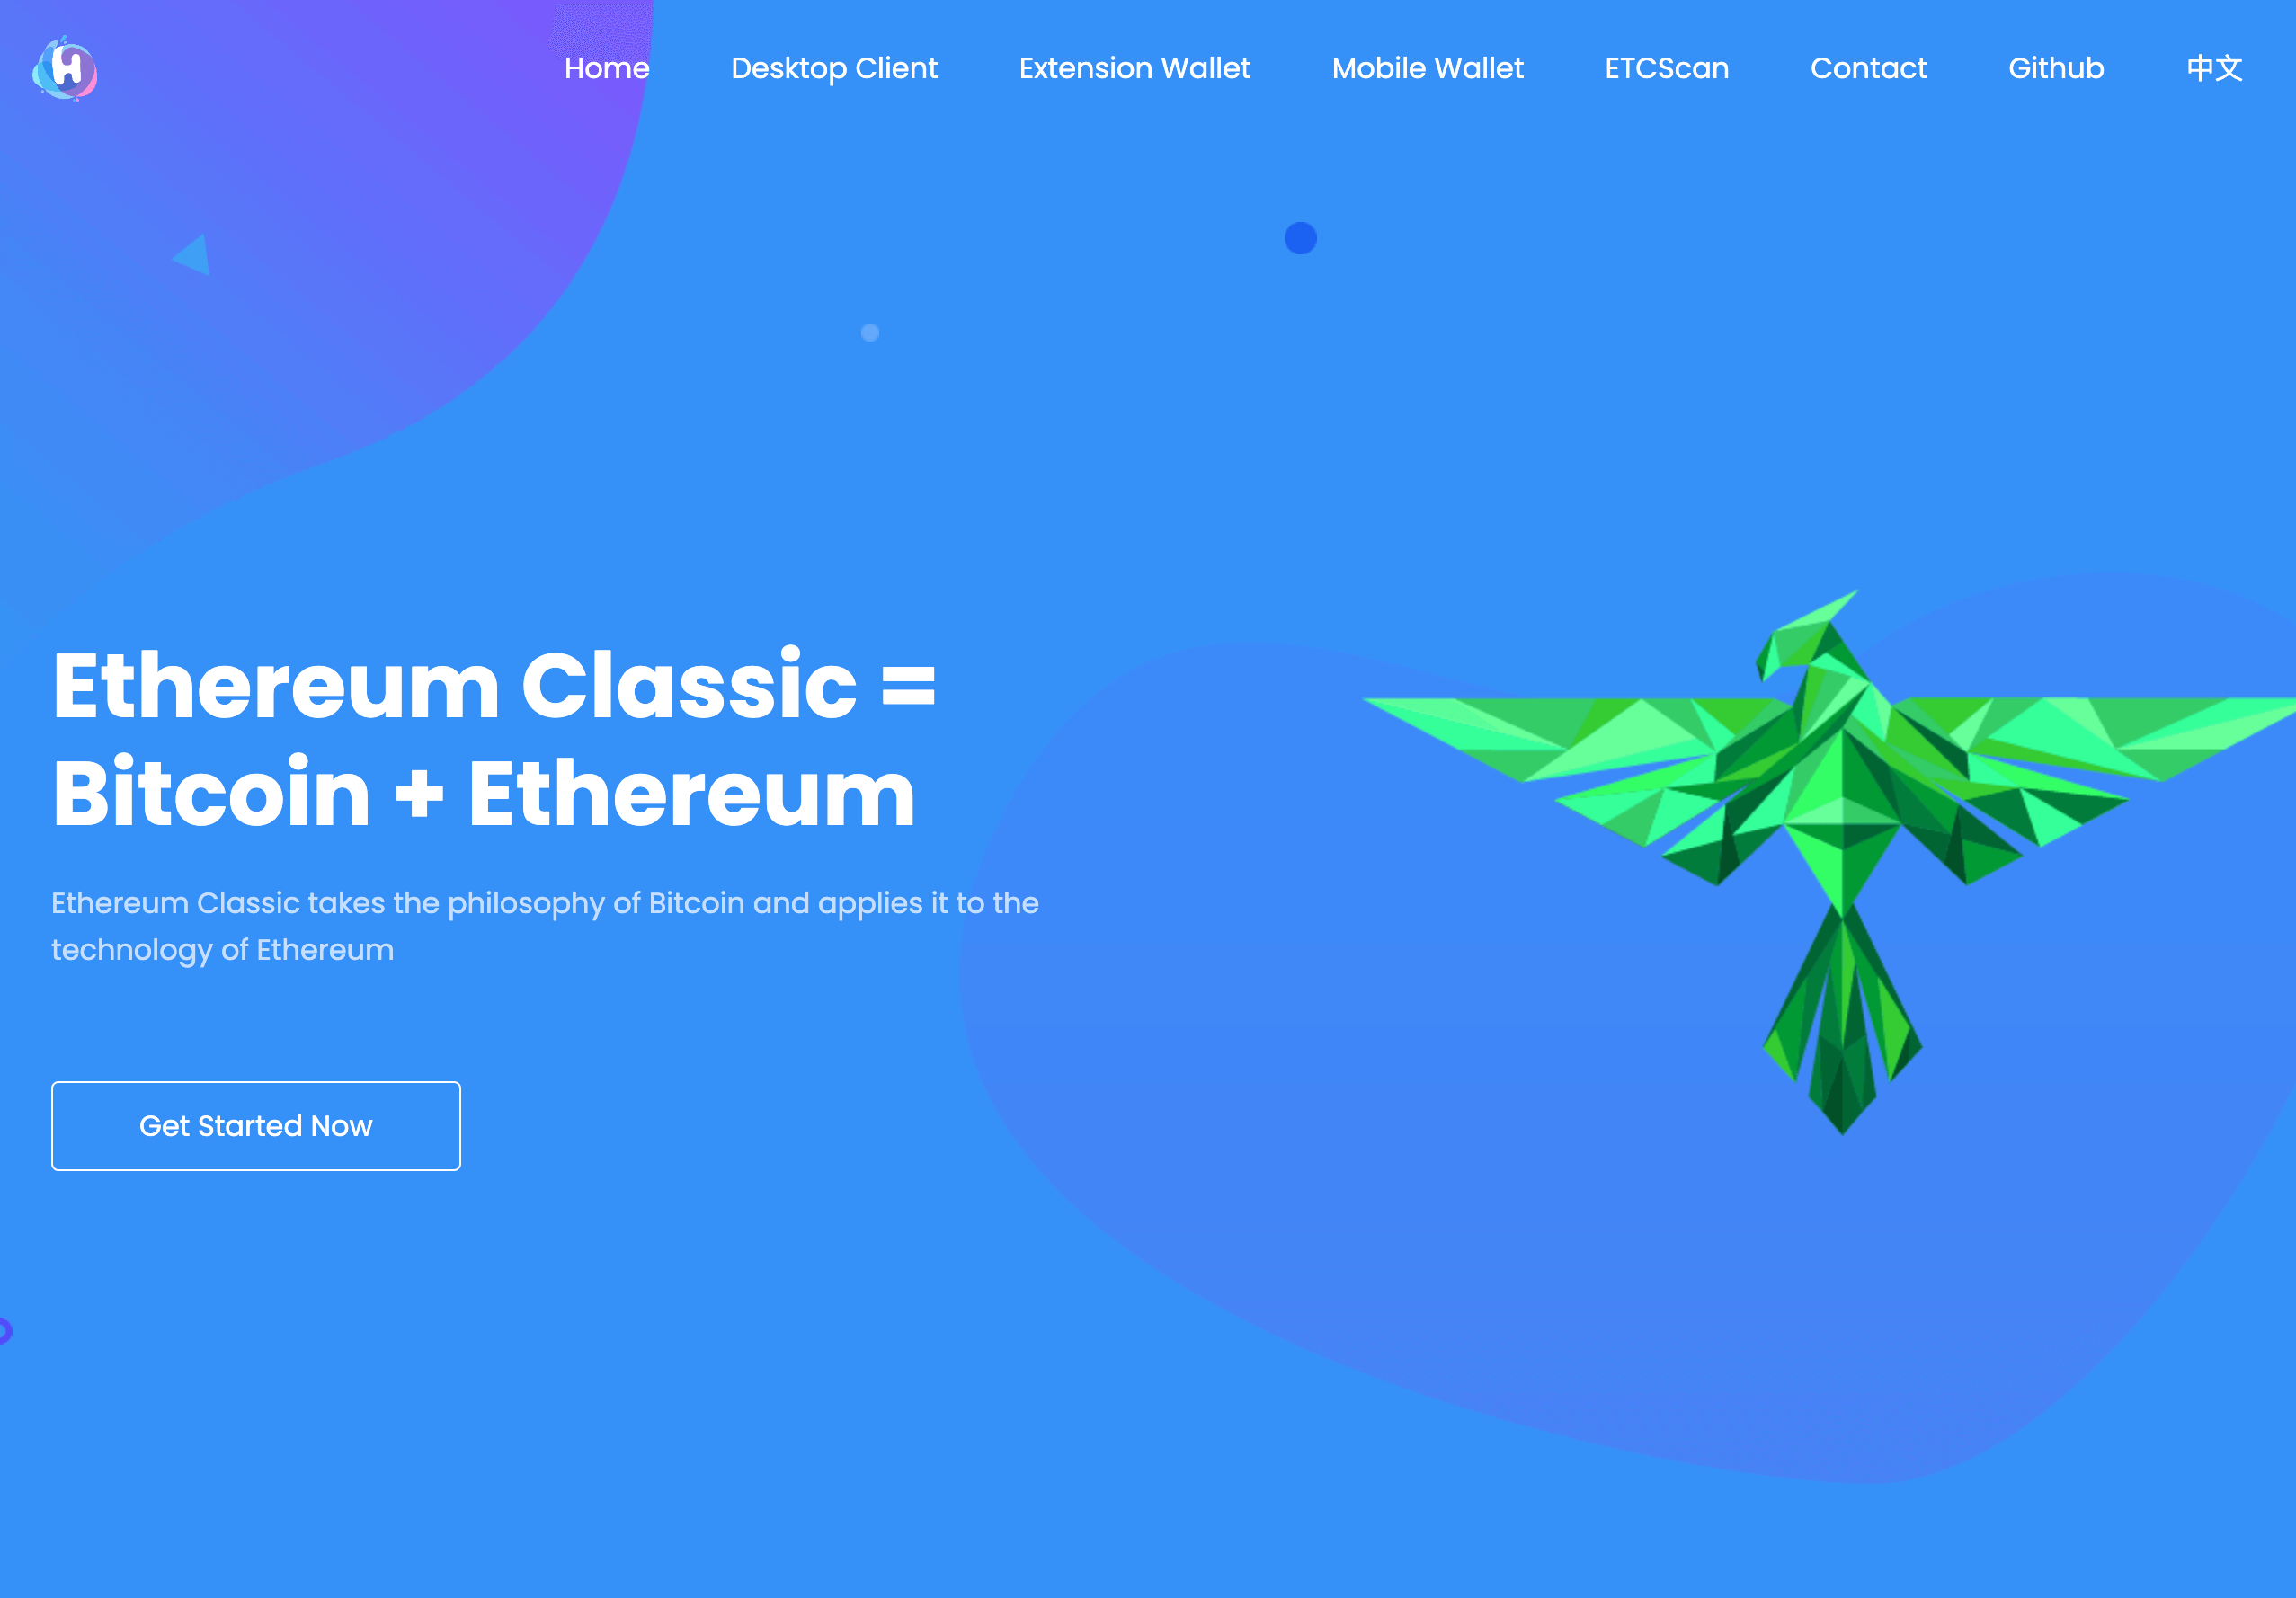 H
Home
Desktop Client
Extension Wallet
Mobile Wallet
ETCScan
Contact
Github
中文
Ethereum Classic =
Bitcoin + Ethereum
Ethereum Classic takes the philosophy of Bitcoin and applies it to the
technology of Ethereum
Get Started Now